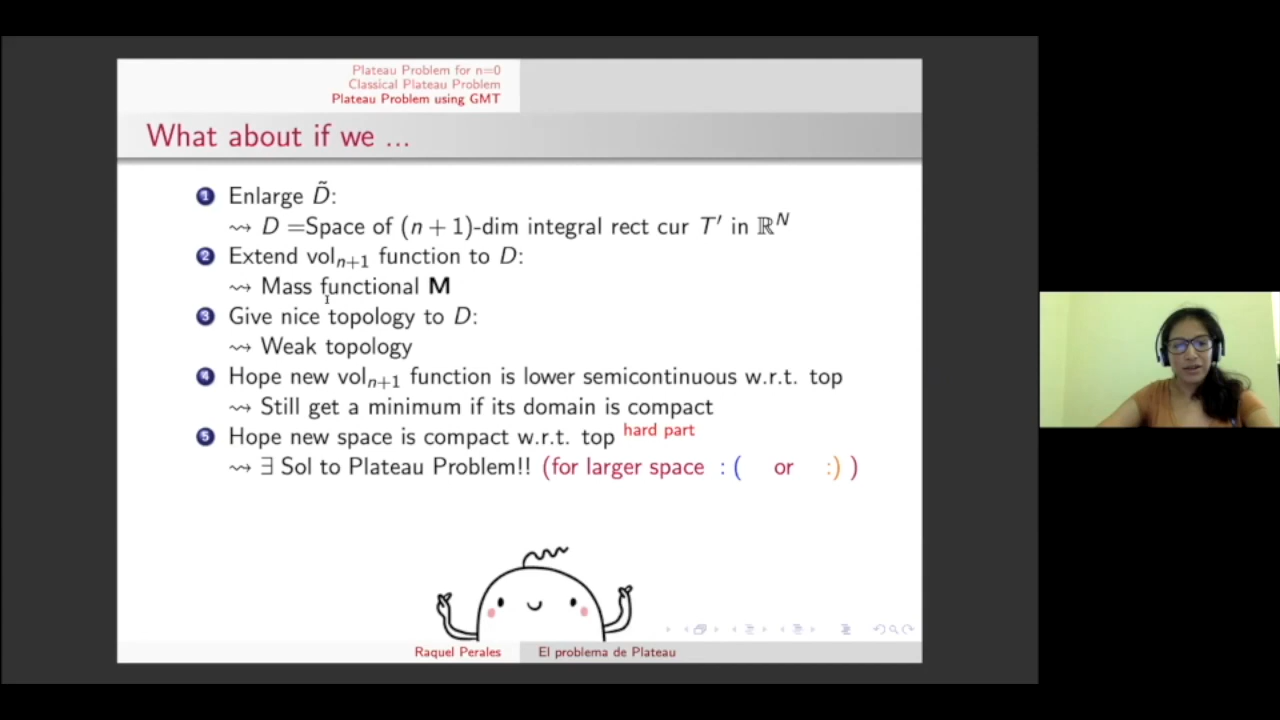 Plateau Problem for n=0
Classical Plateau Problem
Plateau Problem using GMT
What about if we ...
1 Enlarge D̃:
⇝ D =Space of (n + 1)-dim integral rect cur T′ in ℝᴺ
2 Extend volₙ₊₁ function to D:
⇝ Mass functional M
3 Give nice topology to D:
⇝ Weak topology
4 Hope new volₙ₊₁ function is lower semicontinuous w.r.t. top
⇝ Still get a minimum if its domain is compact
5 Hope new space is compact w.r.t. top hard part
⇝ ∃ Sol to Plateau Problem!! (for larger space : ( or :) )
Raquel Perales El problema de Plateau